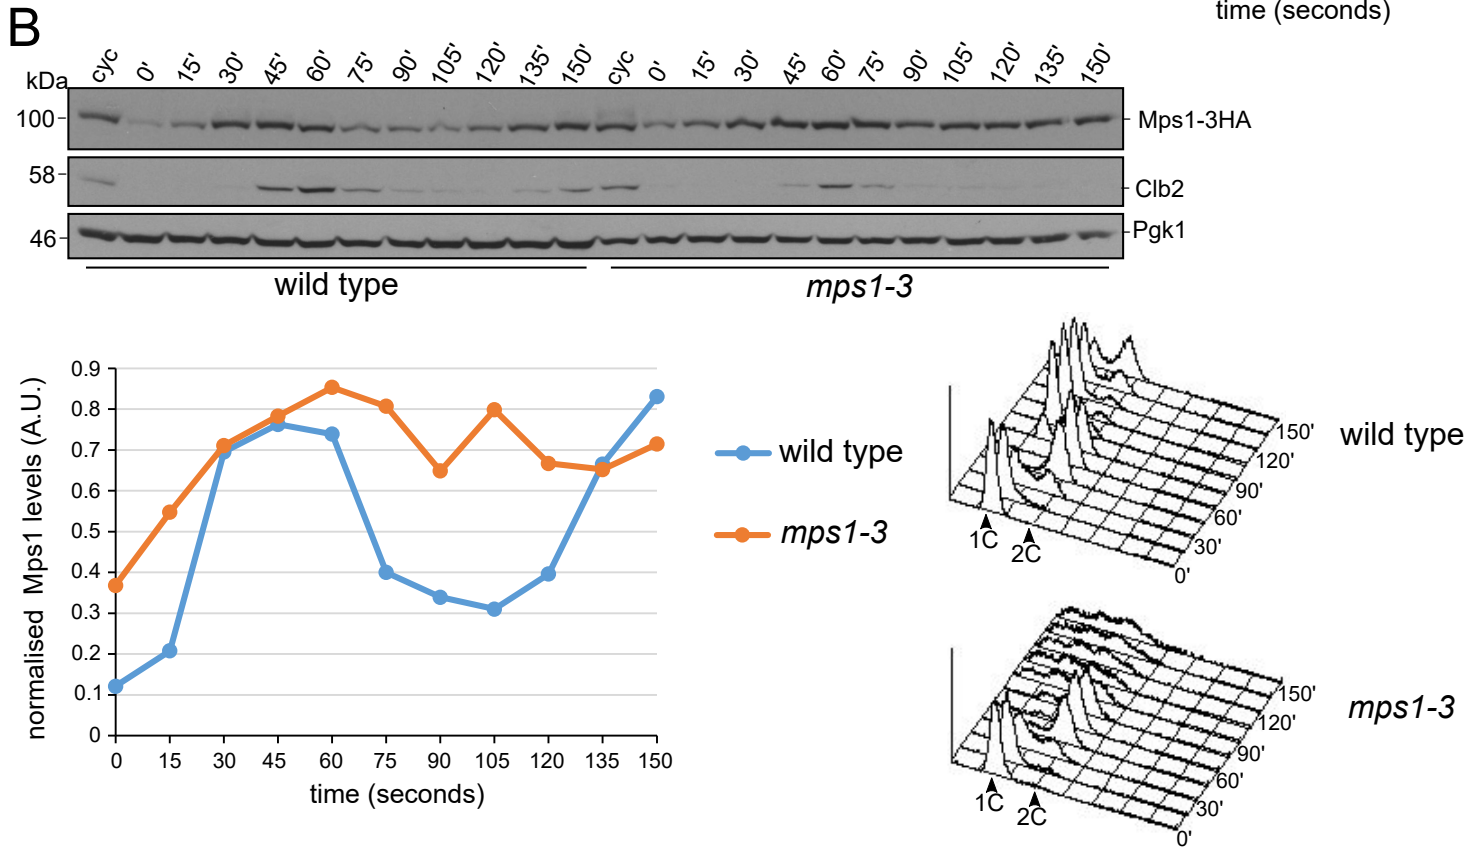 time (seconds)
B
kDa cyc 0' 15' 30' 45' 60' 75' 90' 105' 120' 135' 150' cyc 0' 15' 30' 45' 60' 75' 90' 105' 120' 135' 150'
100 Mps1-3HA
58 Clb2
46 Pgk1
wild type mps1-3
normalised Mps1 levels (A.U.)
0.9
0.8
0.7
0.6
0.5
0.4
0.3
0.2
0.1
0
0 15 30 45 60 75 90 105 120 135 150
time (seconds)
wild type
mps1-3
150'
120'
90'
60'
30'
0'
1C 2C
wild type
150'
120'
90'
60'
30'
0'
1C 2C
mps1-3